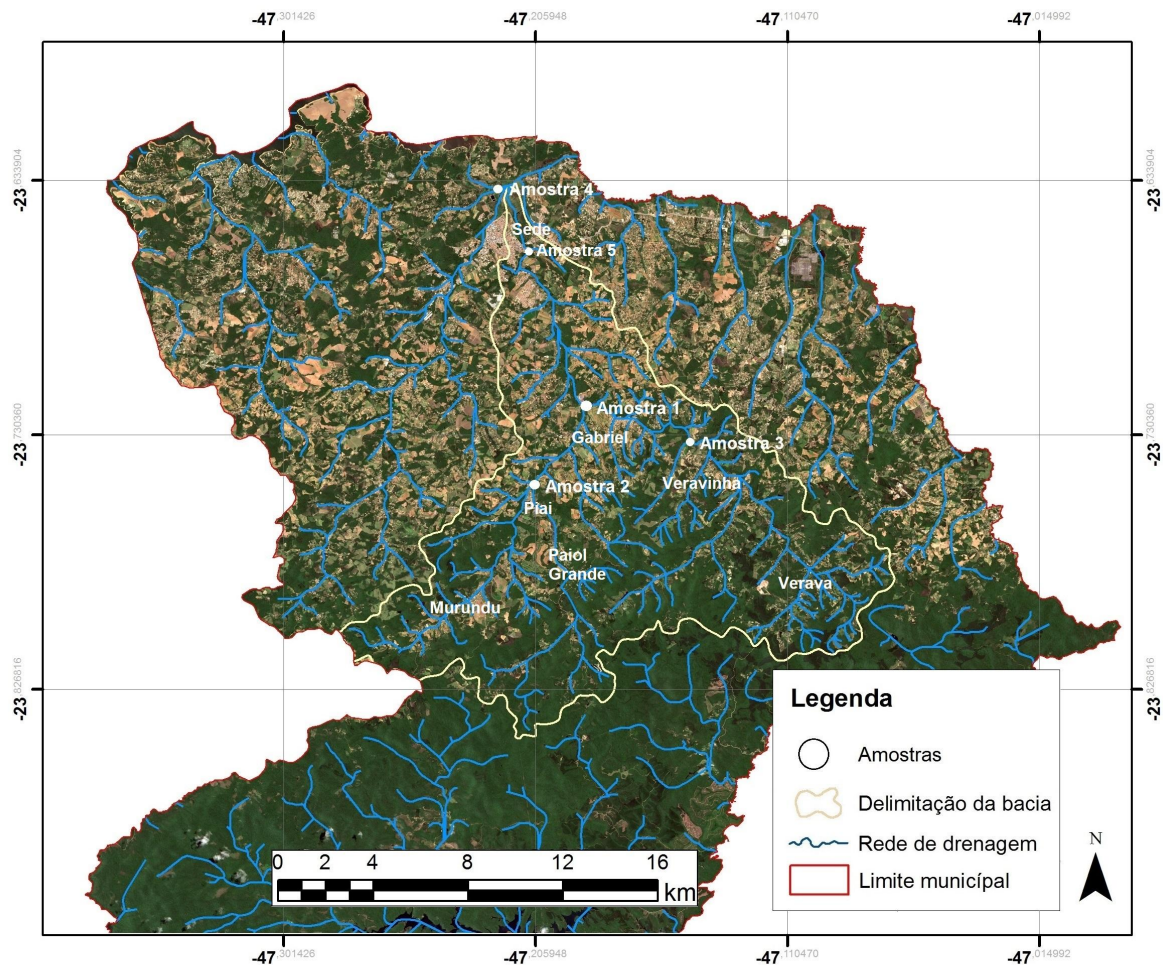 -47.301426 -47.205948 -47.110470 -47.014992
-23.633904 -23.633904
Amostra 4
Sede
Amostra 5
Amostra 1
-23.730360 -23.730360
Gabriel
Amostra 3
Veravinha
Amostra 2
Piai
Paiol
Grande
Verava
Murundu
-23.826816 -23.826816
Legenda
Amostras
Delimitação da bacia
Rede de drenagem
Limite municípal
N
0 2 4 8 12 16
km
-47.301426 -47.205948 -47.110470 -47.014992